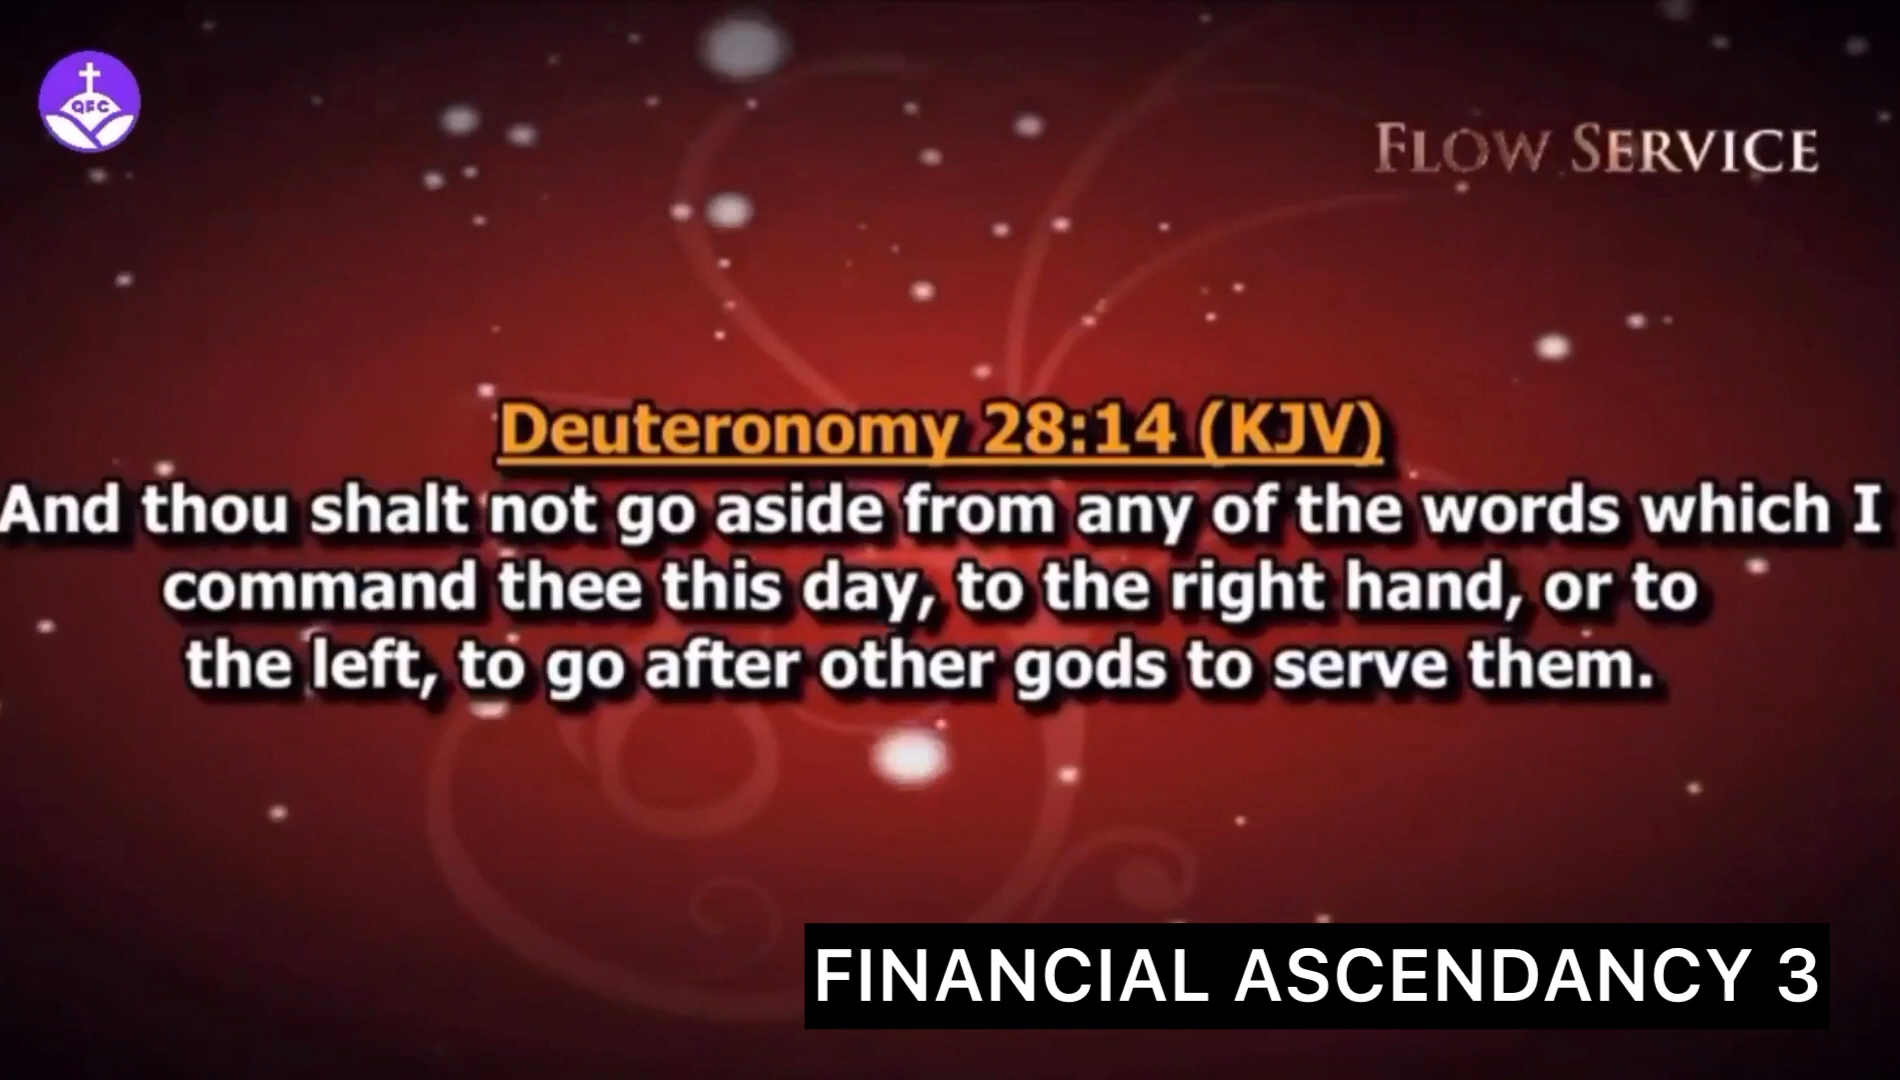 QFC
FLOW SERVICE
Deuteronomy 28:14 (KJV)
And thou shalt not go aside from any of the words which I
command thee this day, to the right hand, or to
the left, to go after other gods to serve them.
FINANCIAL ASCENDANCY 3